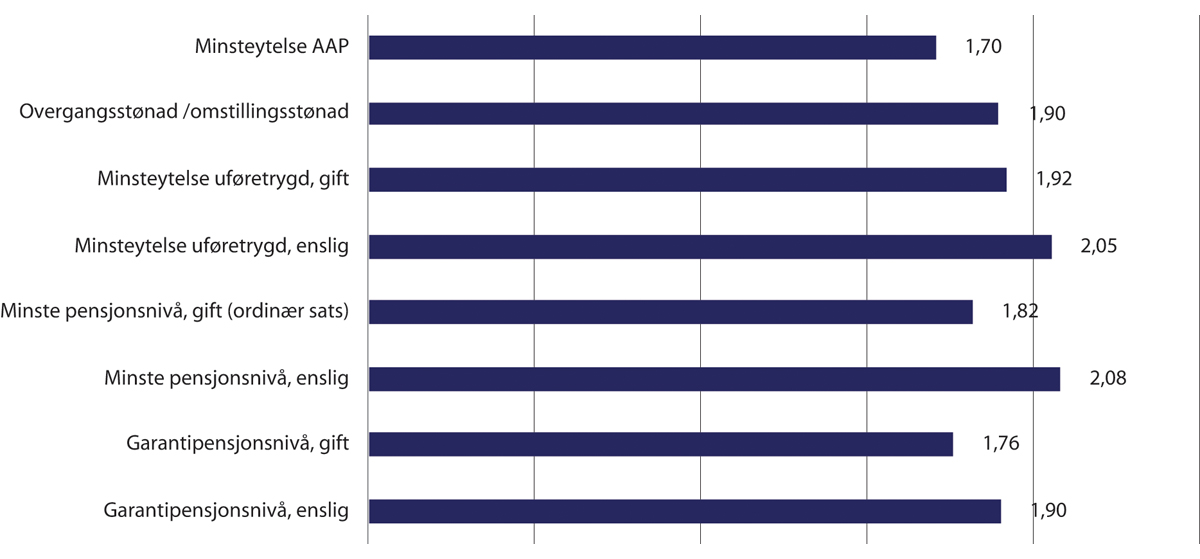 Minsteytelse AAP 1,70
Overgangsstønad /omstillingsstønad 1,90
Minsteytelse uføretrygd, gift 1,92
Minsteytelse uføretrygd, enslig 2,05
Minste pensjonsnivå, gift (ordinær sats) 1,82
Minste pensjonsnivå, enslig 2,08
Garantipensjonsnivå, gift 1,76
Garantipensjonsnivå, enslig 1,90